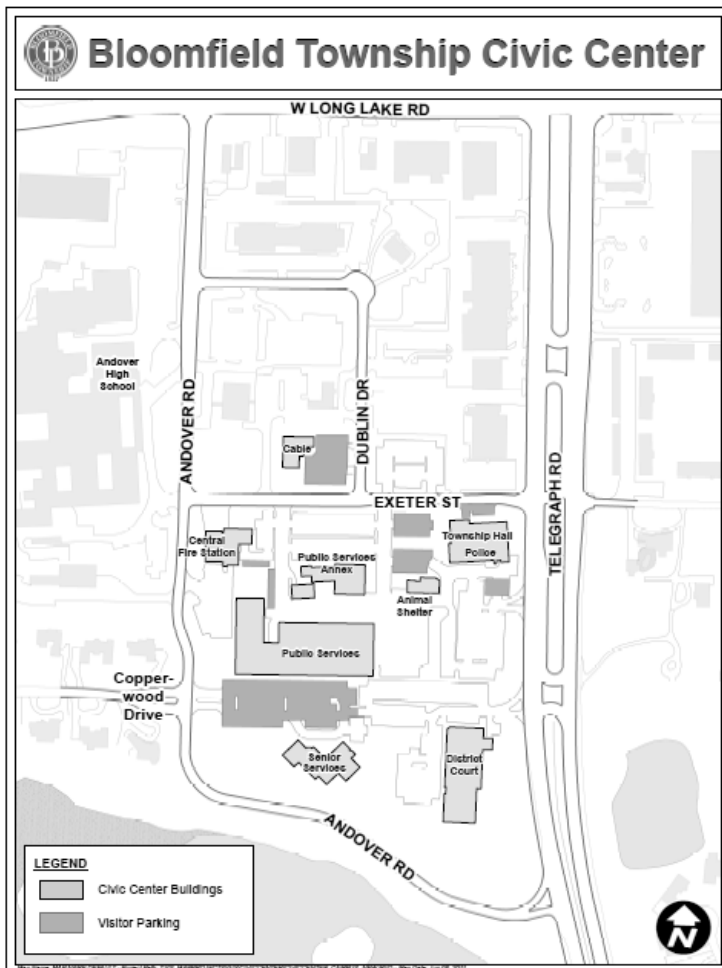 Bloomfield Township Civic Center
W LONG LAKE RD
Andover
High
School
ANDOVER RD
DUBLIN DR
TELEGRAPH RD
Cable
EXETER ST
Central
Fire Station
Public Services
Annex
Township Hall
Police
Animal
Shelter
Public Services
Copper-
wood
Drive
Senior
Services
District
Court
ANDOVER RD
LEGEND
Civic Center Buildings
Visitor Parking
N